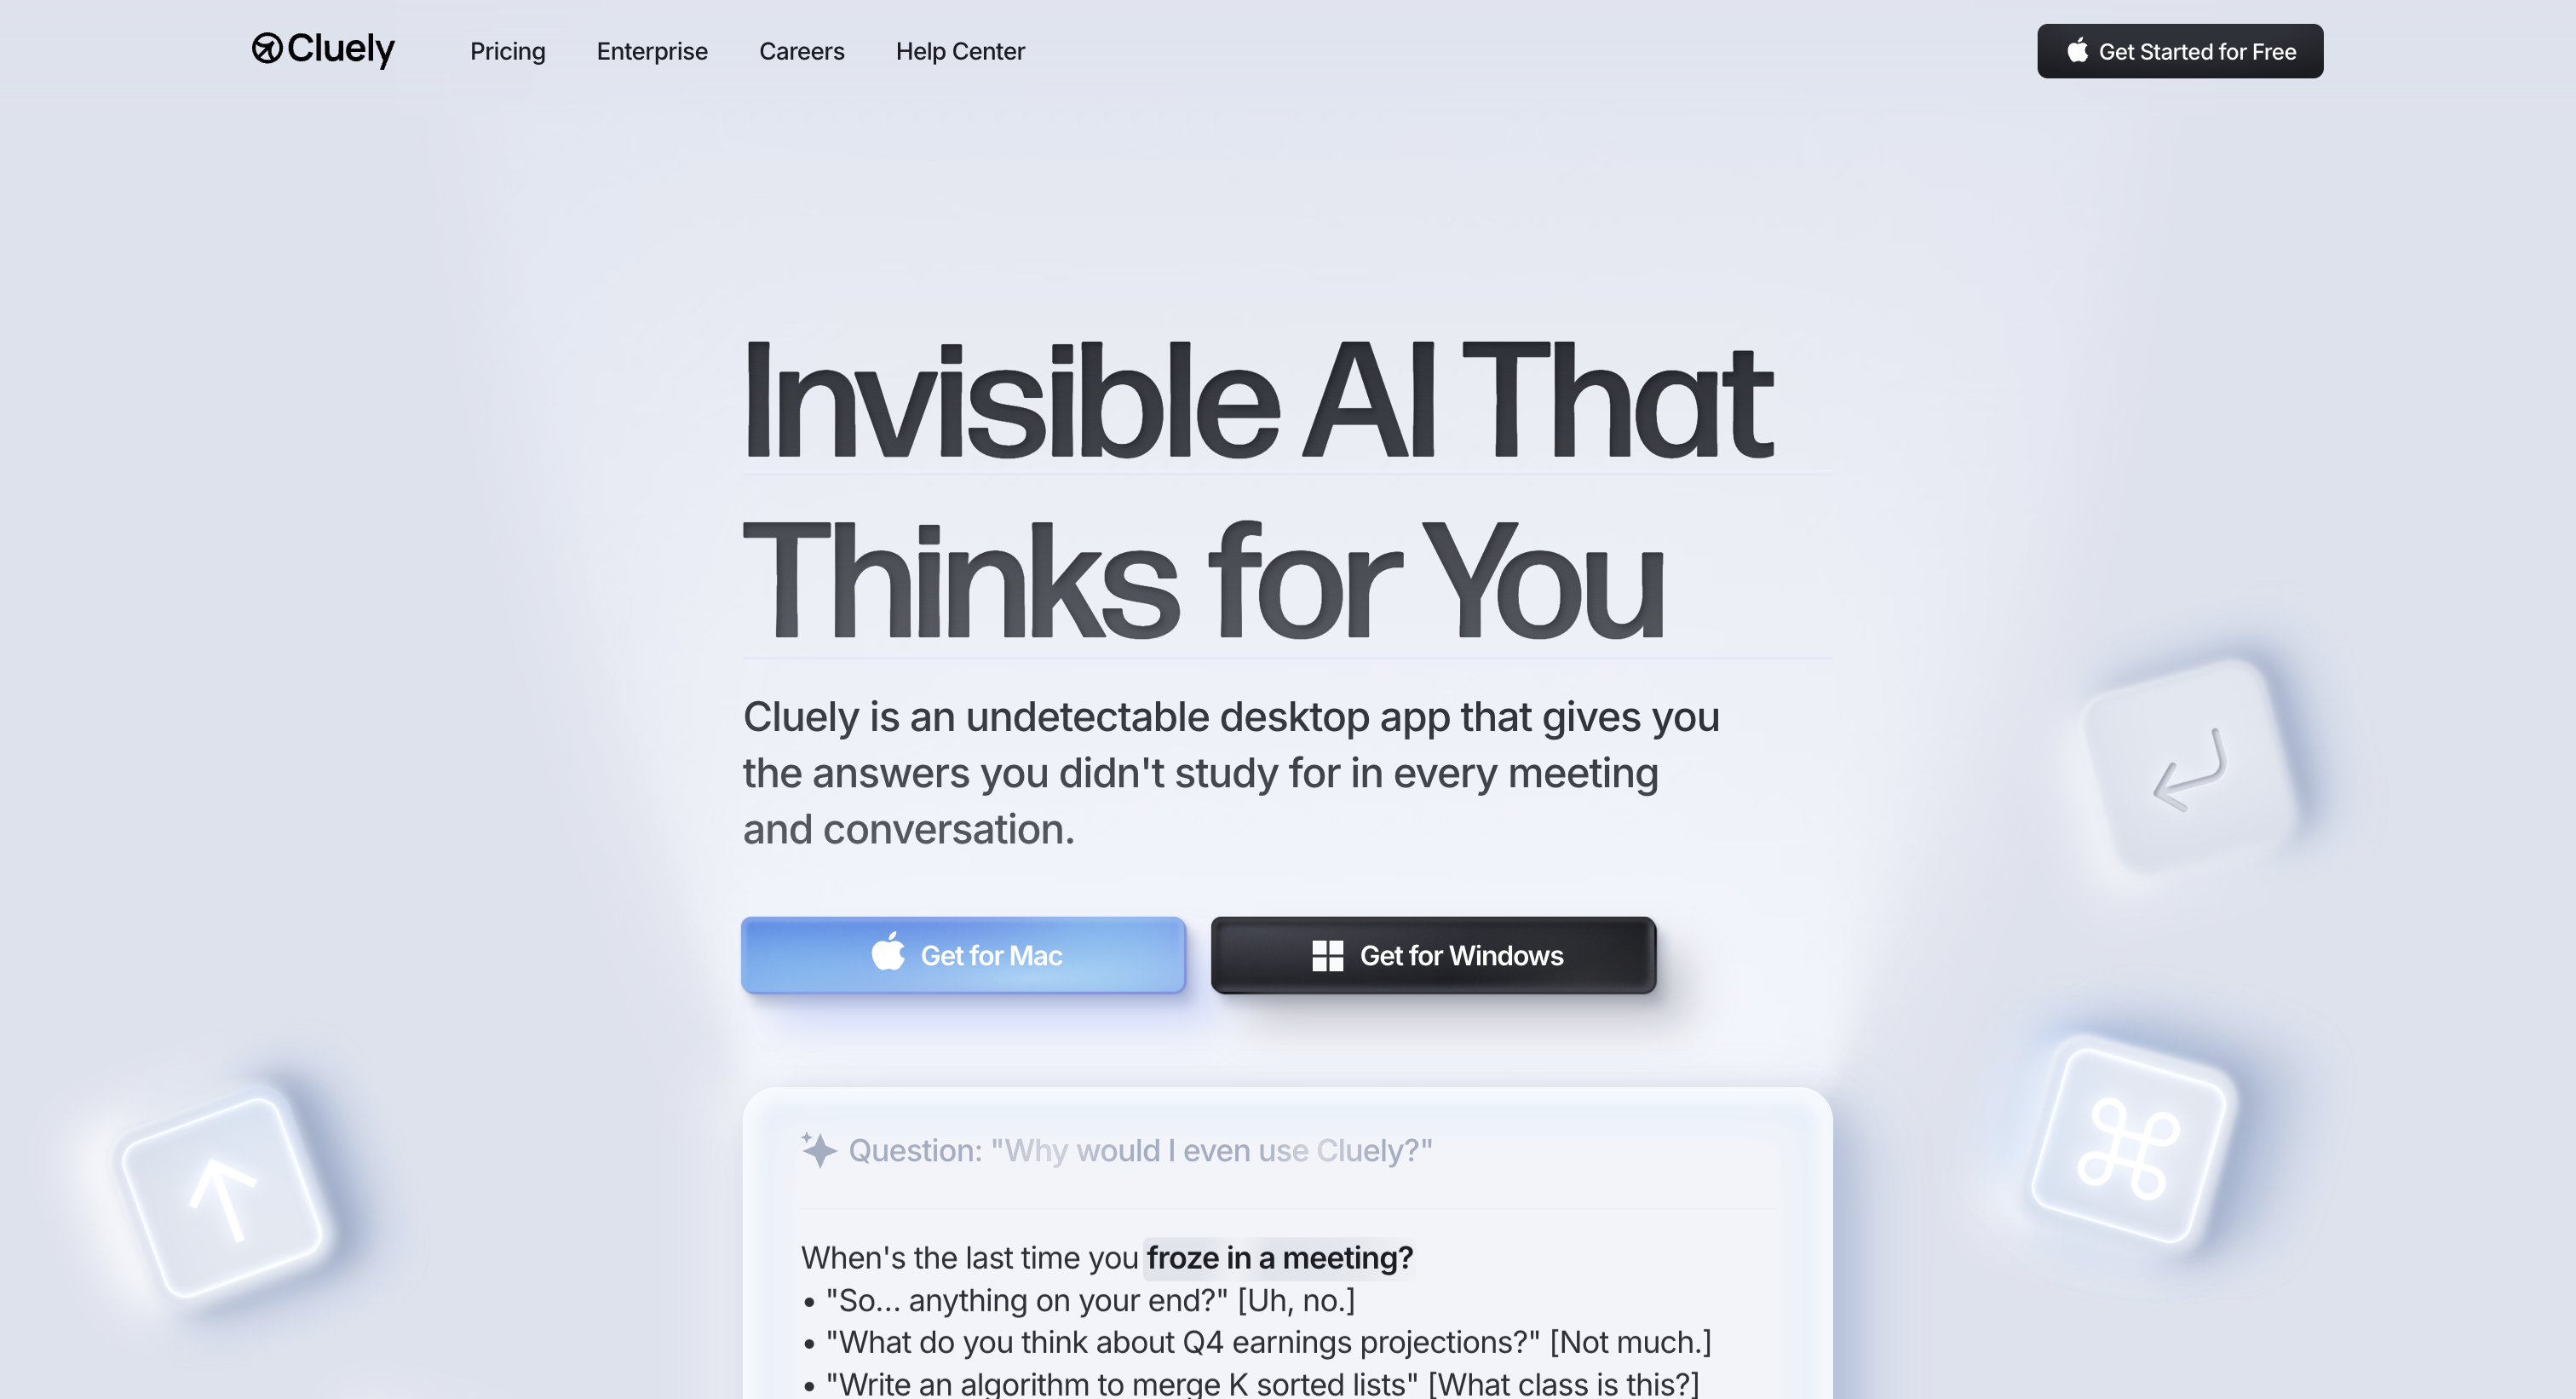 Cluely
Pricing
Enterprise
Careers
Help Center
Get Started for Free
Invisible AI That
Thinks for You
Cluely is an undetectable desktop app that gives you
the answers you didn't study for in every meeting
and conversation.
Get for Mac
Get for Windows
Question: "Why would I even use Cluely?"
When's the last time you froze in a meeting?
• "So... anything on your end?" [Uh, no.]
• "What do you think about Q4 earnings projections?" [Not much.]
• "Write an algorithm to merge K sorted lists" [What class is this?]